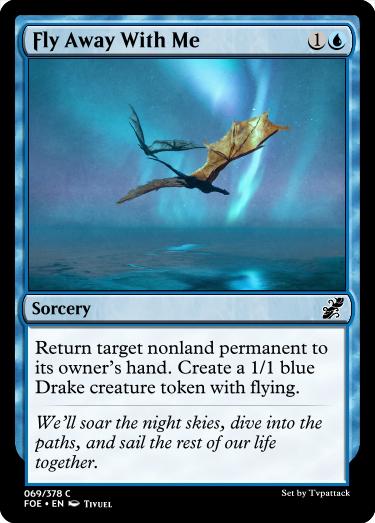 Fly Away With Me 1
Sorcery
Return target nonland permanent to
its owner's hand. Create a 1/1 blue
Drake creature token with flying.
We'll soar the night skies, dive into the
paths, and sail the rest of our life
together.
069/378 C
FOE • EN Tivuel
Set by Tvpattack